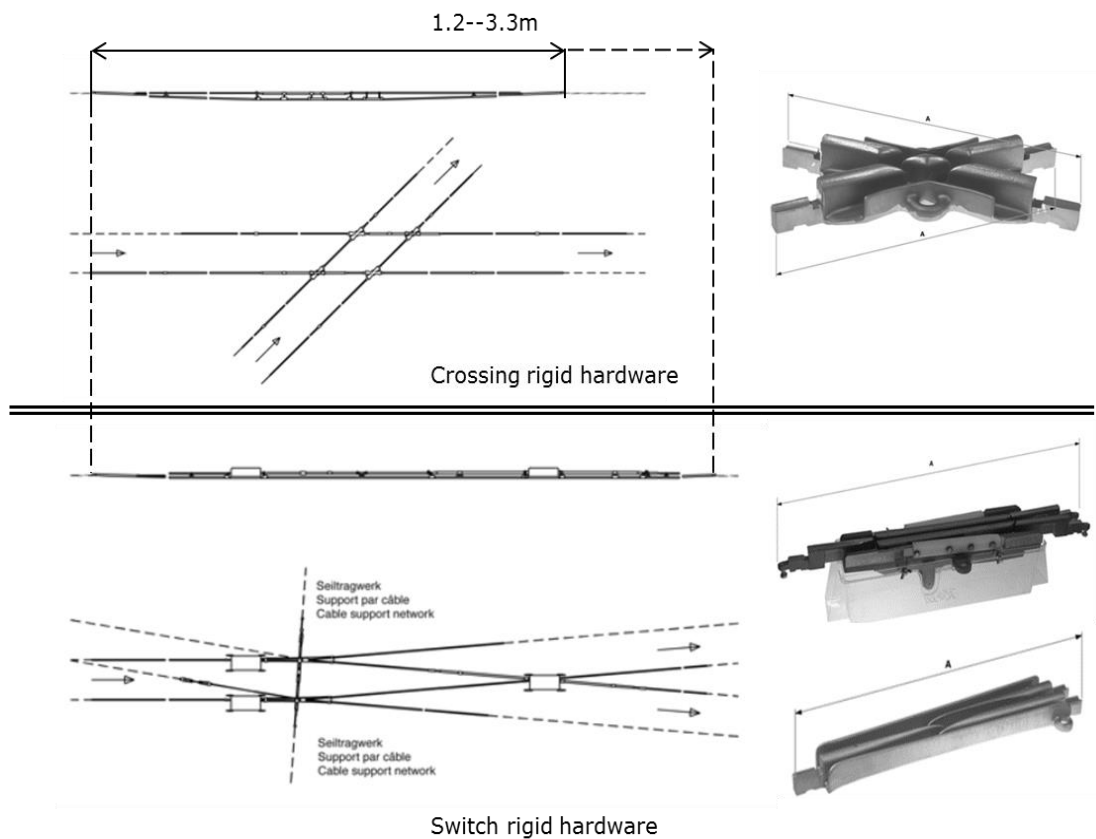 1.2--3.3m
A
A
Crossing rigid hardware
A
Seiltragwerk
Support par câble
Cable support network
A
Seiltragwerk
Support par câble
Cable support network
Switch rigid hardware